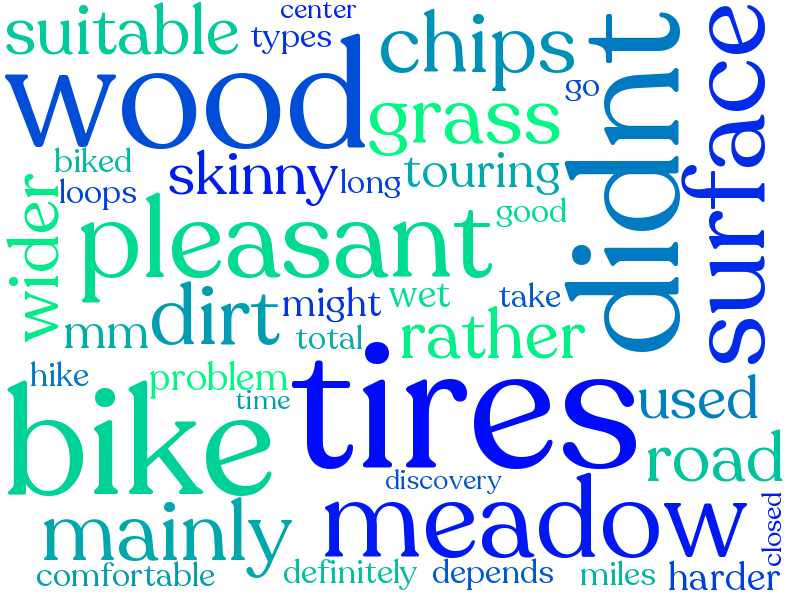 center
suitable
types
chips
didnt
surface
wood
go
grass
biked
skinny
long
touring
loops
wider
pleasant
good
dirt
might
wet
take
mm
total
rather
hike
problem
tires
time
bike
used
road
discovery
mainly
meadow
closed
comfortable
definitely
depends
miles
harder